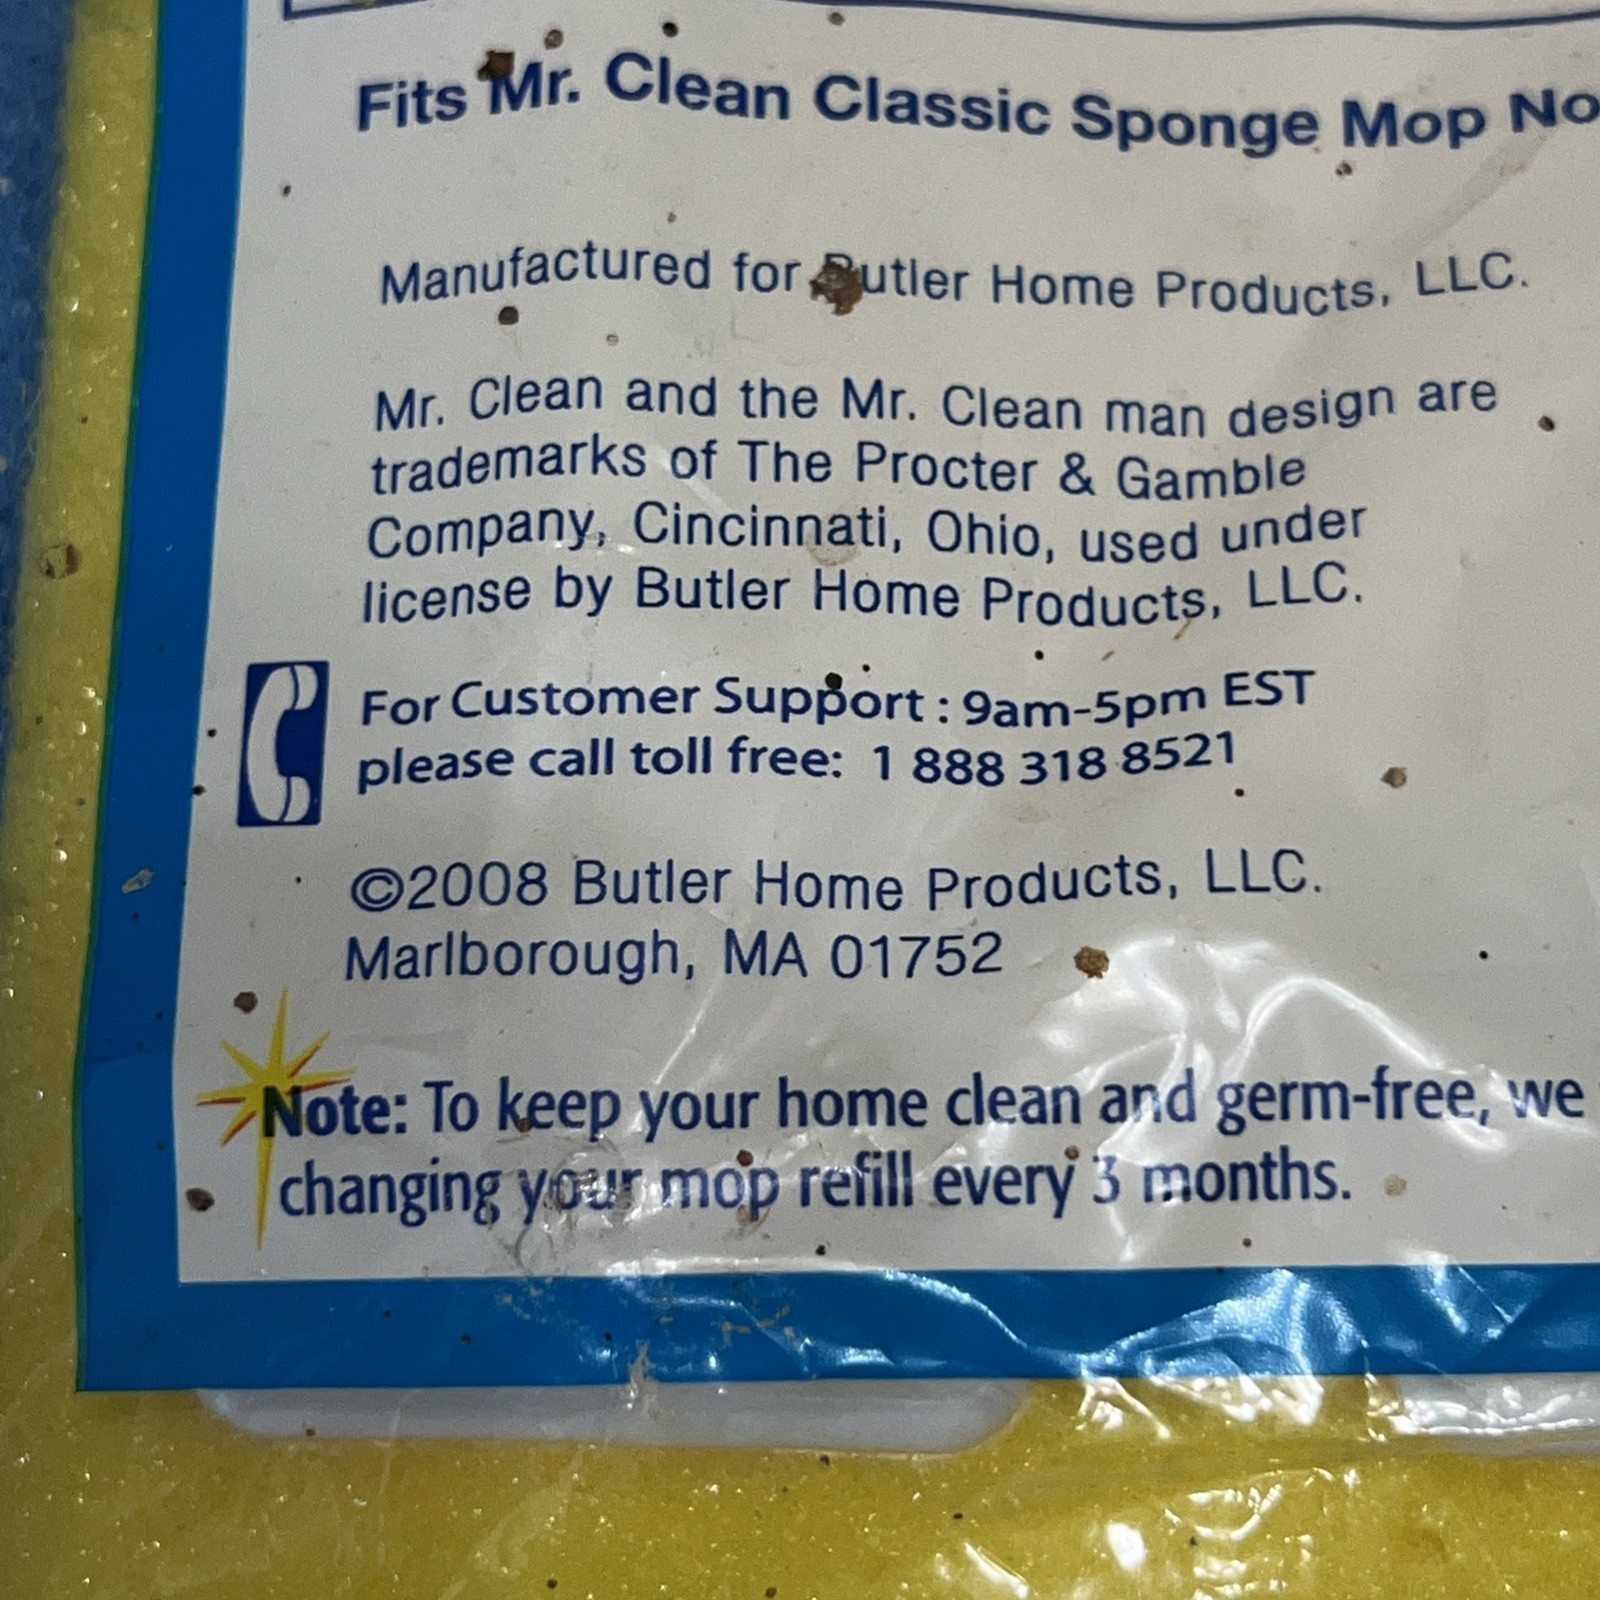 Fits Mr. Clean Classic Sponge Mop No
Manufactured for Butler Home Products, LLC.
Mr. Clean and the Mr. Clean man design are
trademarks of The Procter & Gamble
Company, Cincinnati, Ohio, used under
license by Butler Home Products, LLC.
For Customer Support : 9am-5pm EST
please call toll free: 1 888 318 8521
©2008 Butler Home Products, LLC.
Marlborough, MA 01752
Note: To keep your home clean and germ-free, we
changing your mop refill every 3 months.